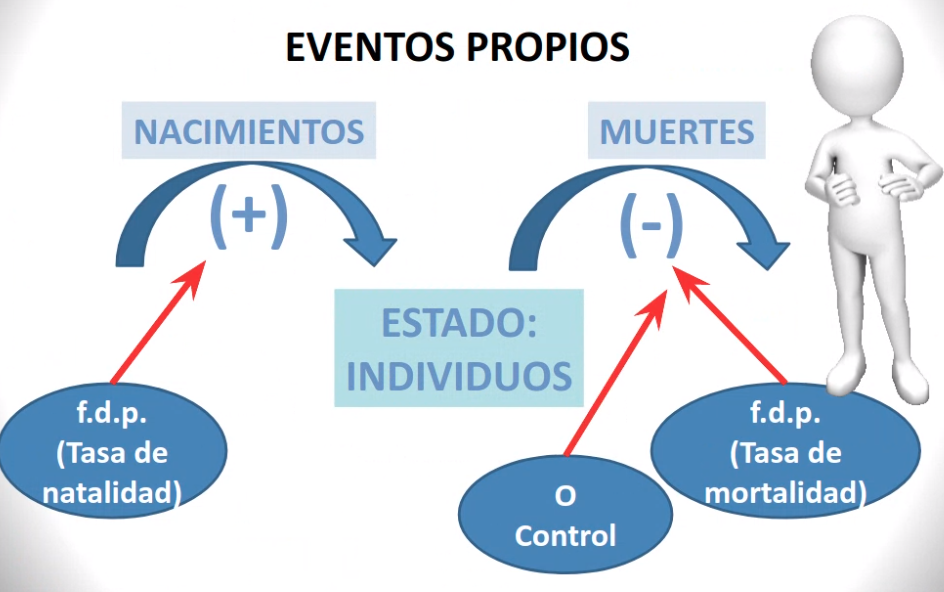 EVENTOS PROPIOS
NACIMIENTOS
MUERTES
(+)
(-)
ESTADO:
INDIVIDUOS
f.d.p.
(Tasa de
natalidad)
O
Control
f.d.p.
(Tasa de
mortalidad)